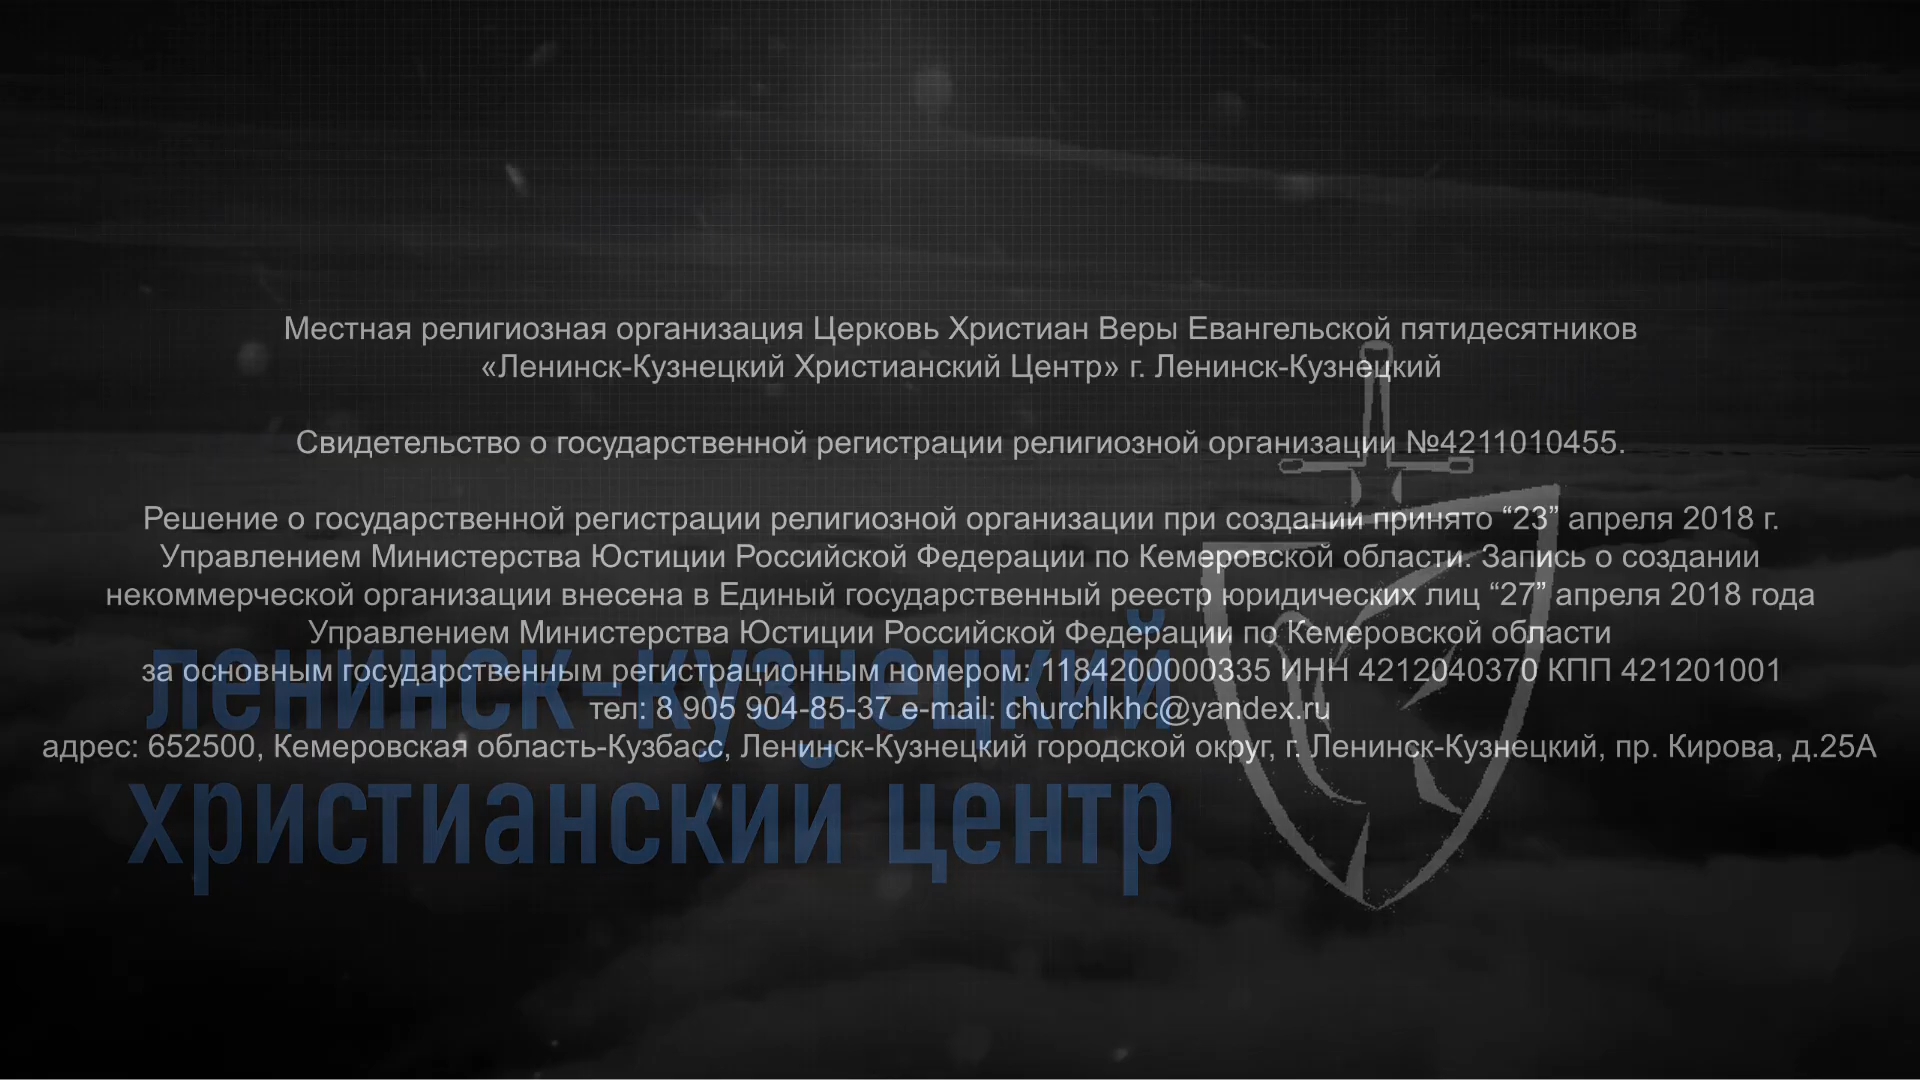 Местная религиозная организация Церковь Христиан Веры Евангельской пятидесятников
«Ленинск-Кузнецкий Христианский Центр» г. Ленинск-Кузнецкий
Свидетельство о государственной регистрации религиозной организации №4211010455.
Решение о государственной регистрации религиозной организации при создании принято “23” апреля 2018 г.
Управлением Министерства Юстиции Российской Федерации по Кемеровской области. Запись о создании
некоммерческой организации внесена в Единый государственный реестр юридических лиц “27” апреля 2018 года
Управлением Министерства Юстиции Российской Федерации по Кемеровской области
за основным государственным регистрационным номером: 1184200000335 ИНН 4212040370 КПП 421201001
тел: 8 905 904-85-37 e-mail: churchlkhc@yandex.ru
адрес: 652500, Кемеровская область-Кузбасс, Ленинск-Кузнецкий городской округ, г. Ленинск-Кузнецкий, пр. Кирова, д.25А
ленинск-кузнецкий
христианский центр